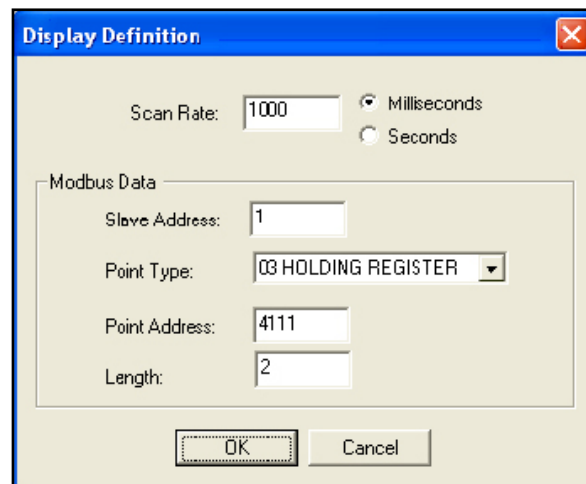 Display Definition
Scan Rate: 1000 Milliseconds
Seconds
Modbus Data
Slave Address: 1
Point Type: 03 HOLDING REGISTER
Point Address: 4111
Length: 2
OK Cancel